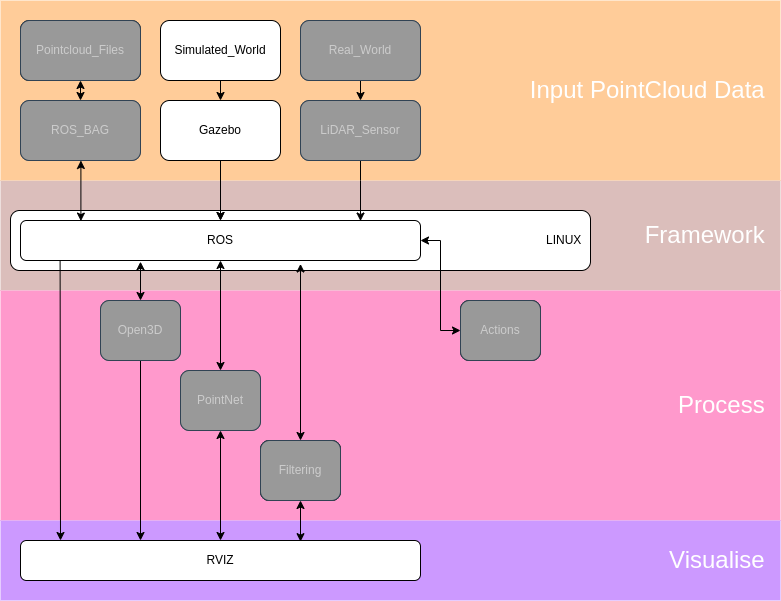 Pointcloud_Files
Simulated_World
Real_World
Input PointCloud Data
ROS_BAG
Gazebo
LiDAR_Sensor
Framework
ROS
LINUX
Open3D
Actions
PointNet
Process
Filtering
RVIZ
Visualise